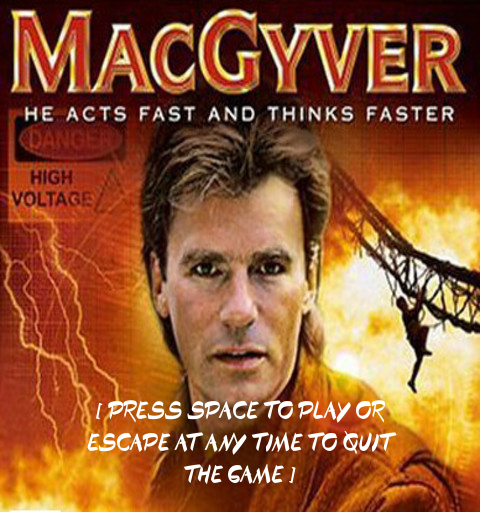 MACGYVER
HE ACTS FAST AND THINKS FASTER
DANGER
HIGH
VOLTAGE
[ PRESS SPACE TO PLAY OR
ESCAPE AT ANY TIME TO QUIT
THE GAME ]